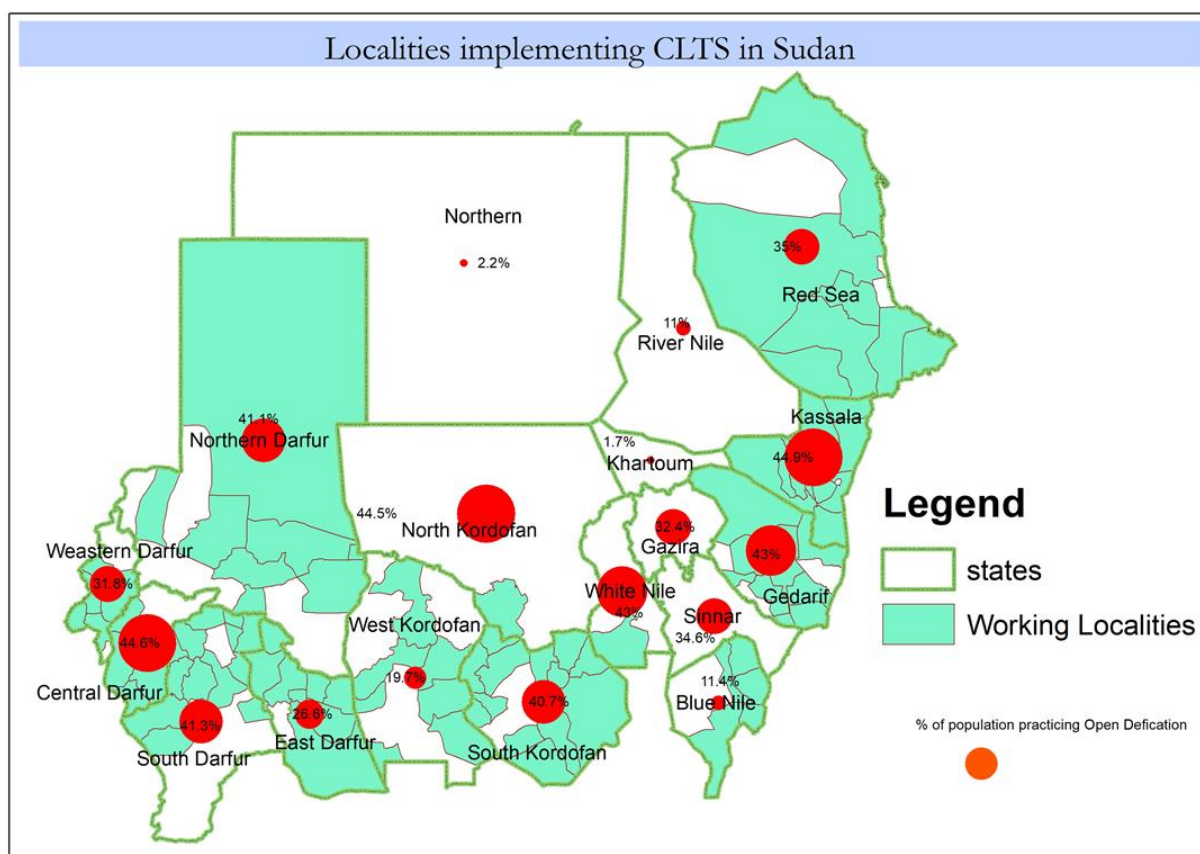 Localities implementing CLTS in Sudan
Northern
2.2%
35%
Red Sea
11%
River Nile
41.1%
Northern Darfur
Kassala
44.9%
1.7%
Khartoum
44.5%
North Kordofan
32.4%
Gazira
43%
Gedarif
Weastern Darfur
31.8%
White Nile
43%
Sinnar
34.6%
West Kordofan
19.7%
44.6%
Central Darfur
41.3%
South Darfur
26.6%
East Darfur
40.7%
South Kordofan
11.4%
Blue Nile
Legend
states
Working Localities
% of population practicing Open Defication